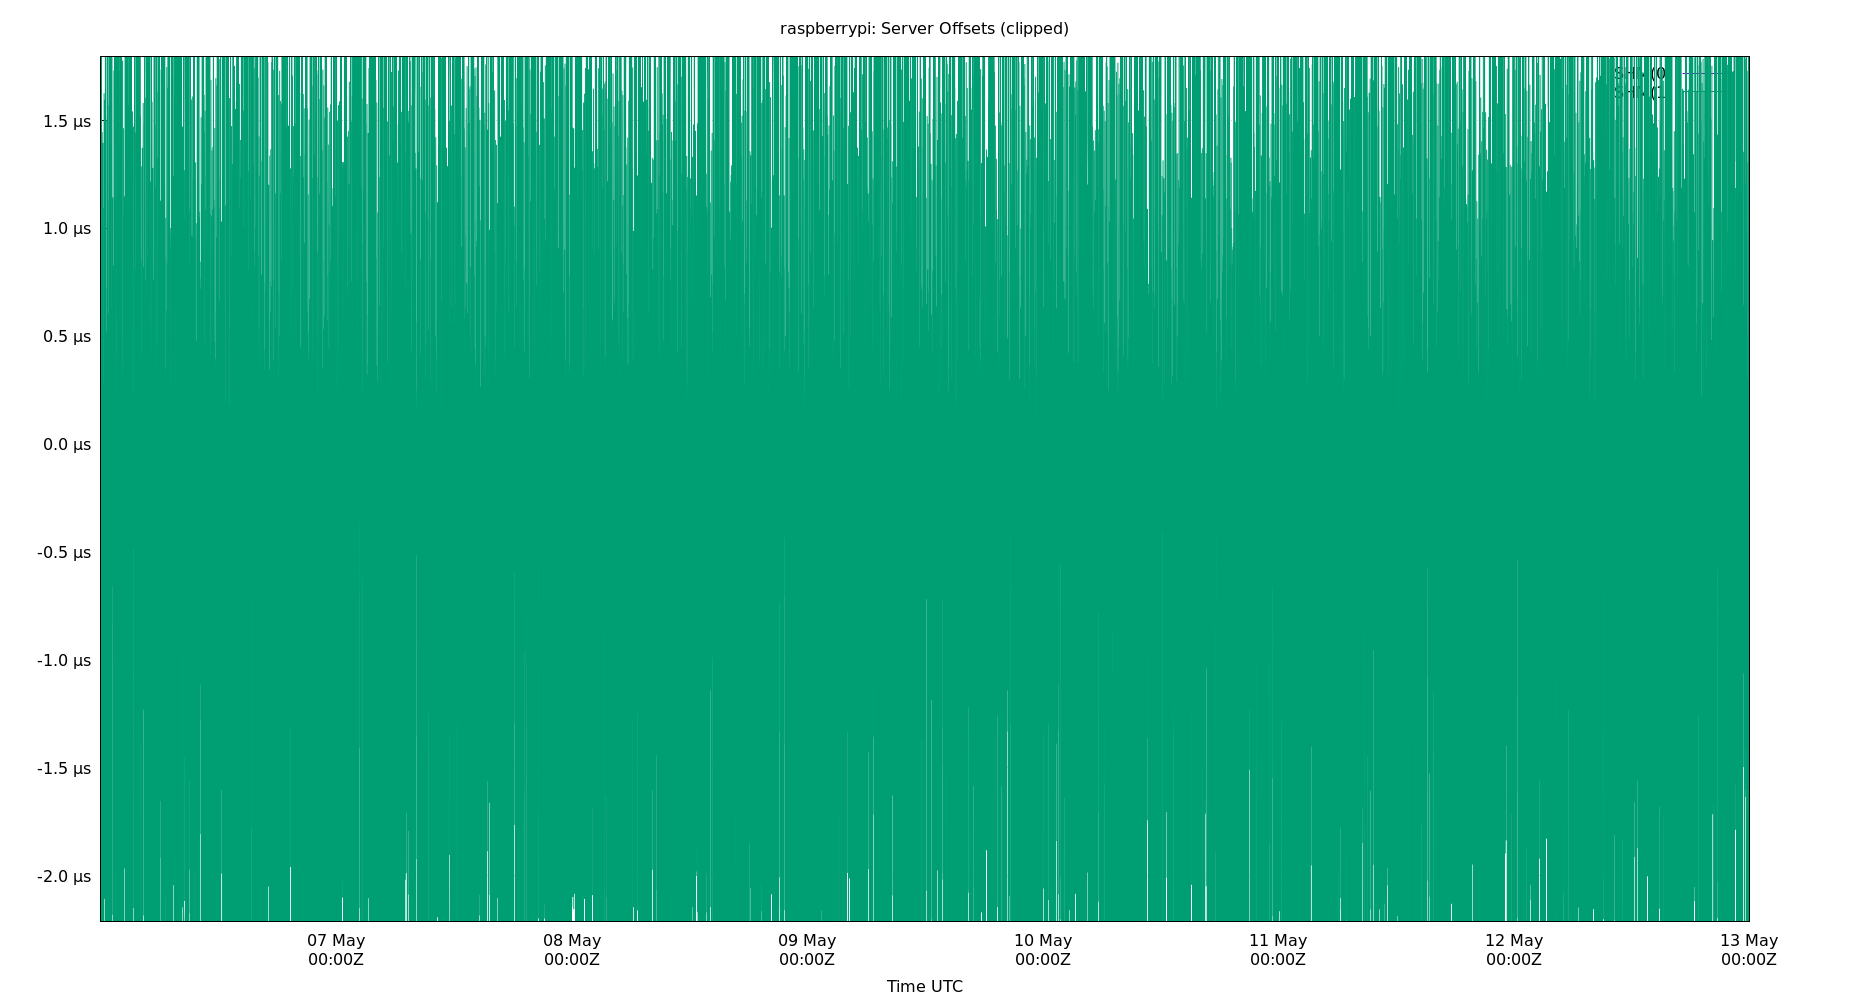 raspberrypi: Server Offsets (clipped)
1.5 µs
1.0 µs
0.5 µs
0.0 µs
-0.5 µs
-1.0 µs
-1.5 µs
-2.0 µs
07 May 08 May 09 May 10 May 11 May 12 May 13 May
00:00Z 00:00Z 00:00Z 00:00Z 00:00Z 00:00Z 00:00Z
Time UTC